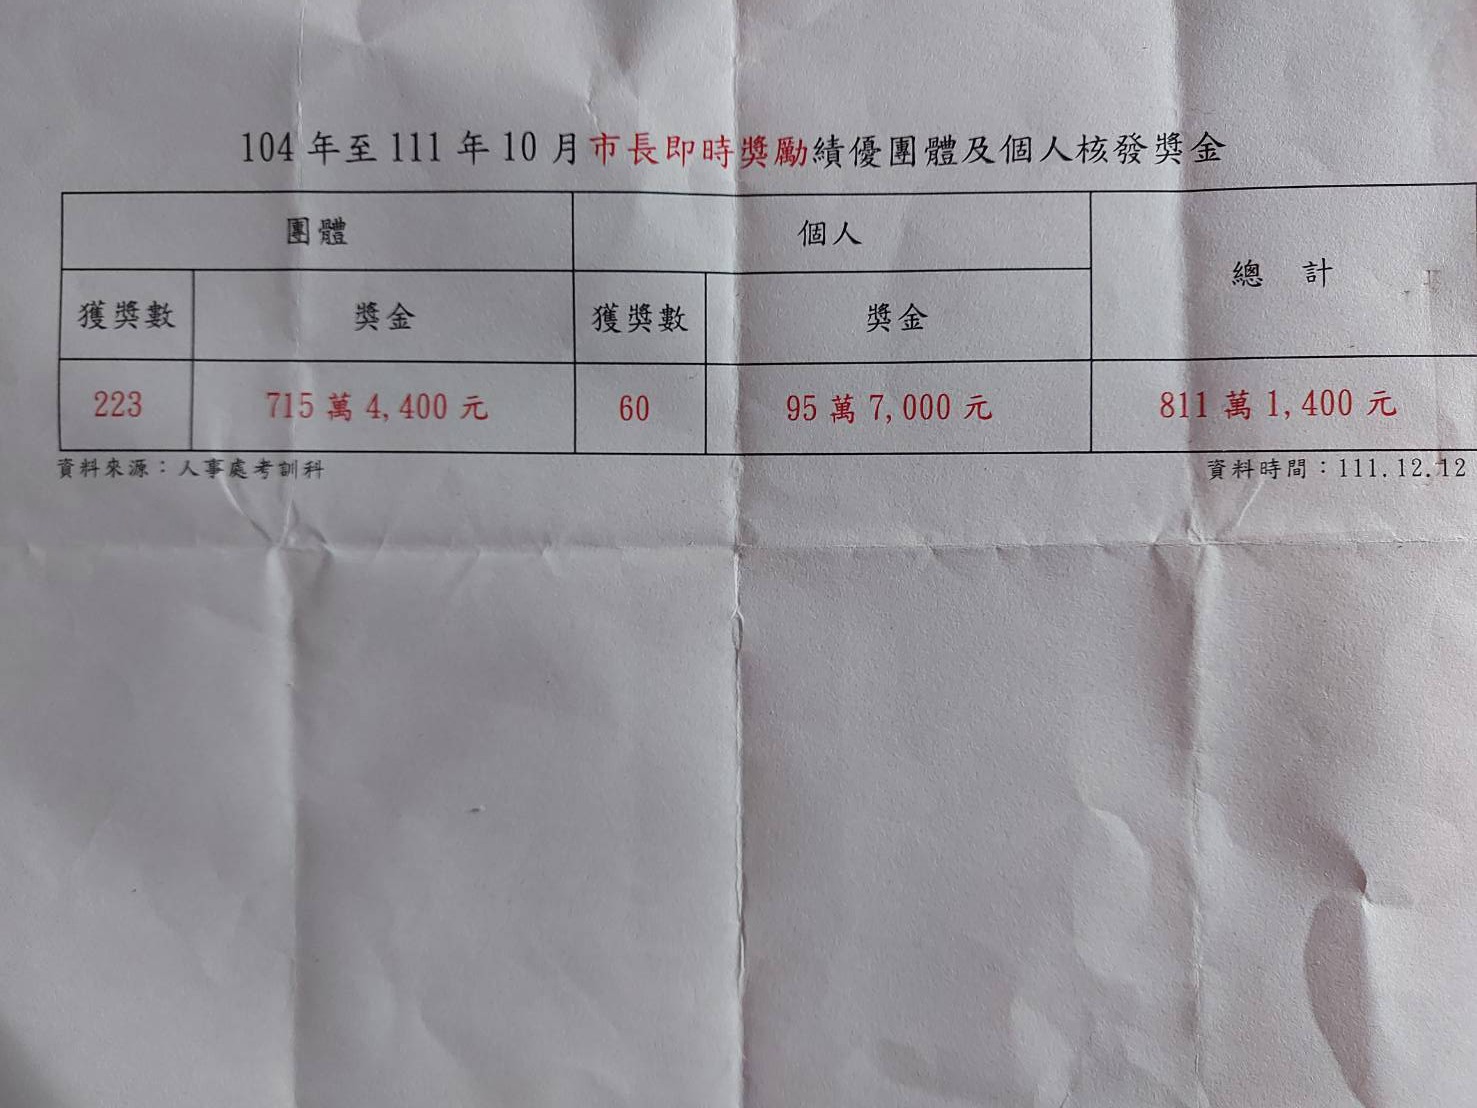 104 年至 111 年 10 月市長即時獎勵績優團體及個人核發獎金
團體 個人 總 計
獲獎數 獎金 獲獎數 獎金
223 715 萬 4,400 元 60 95 萬 7,000 元 811 萬 1,400 元
資料來源：人事處考訓科 資料時間：111.12.12